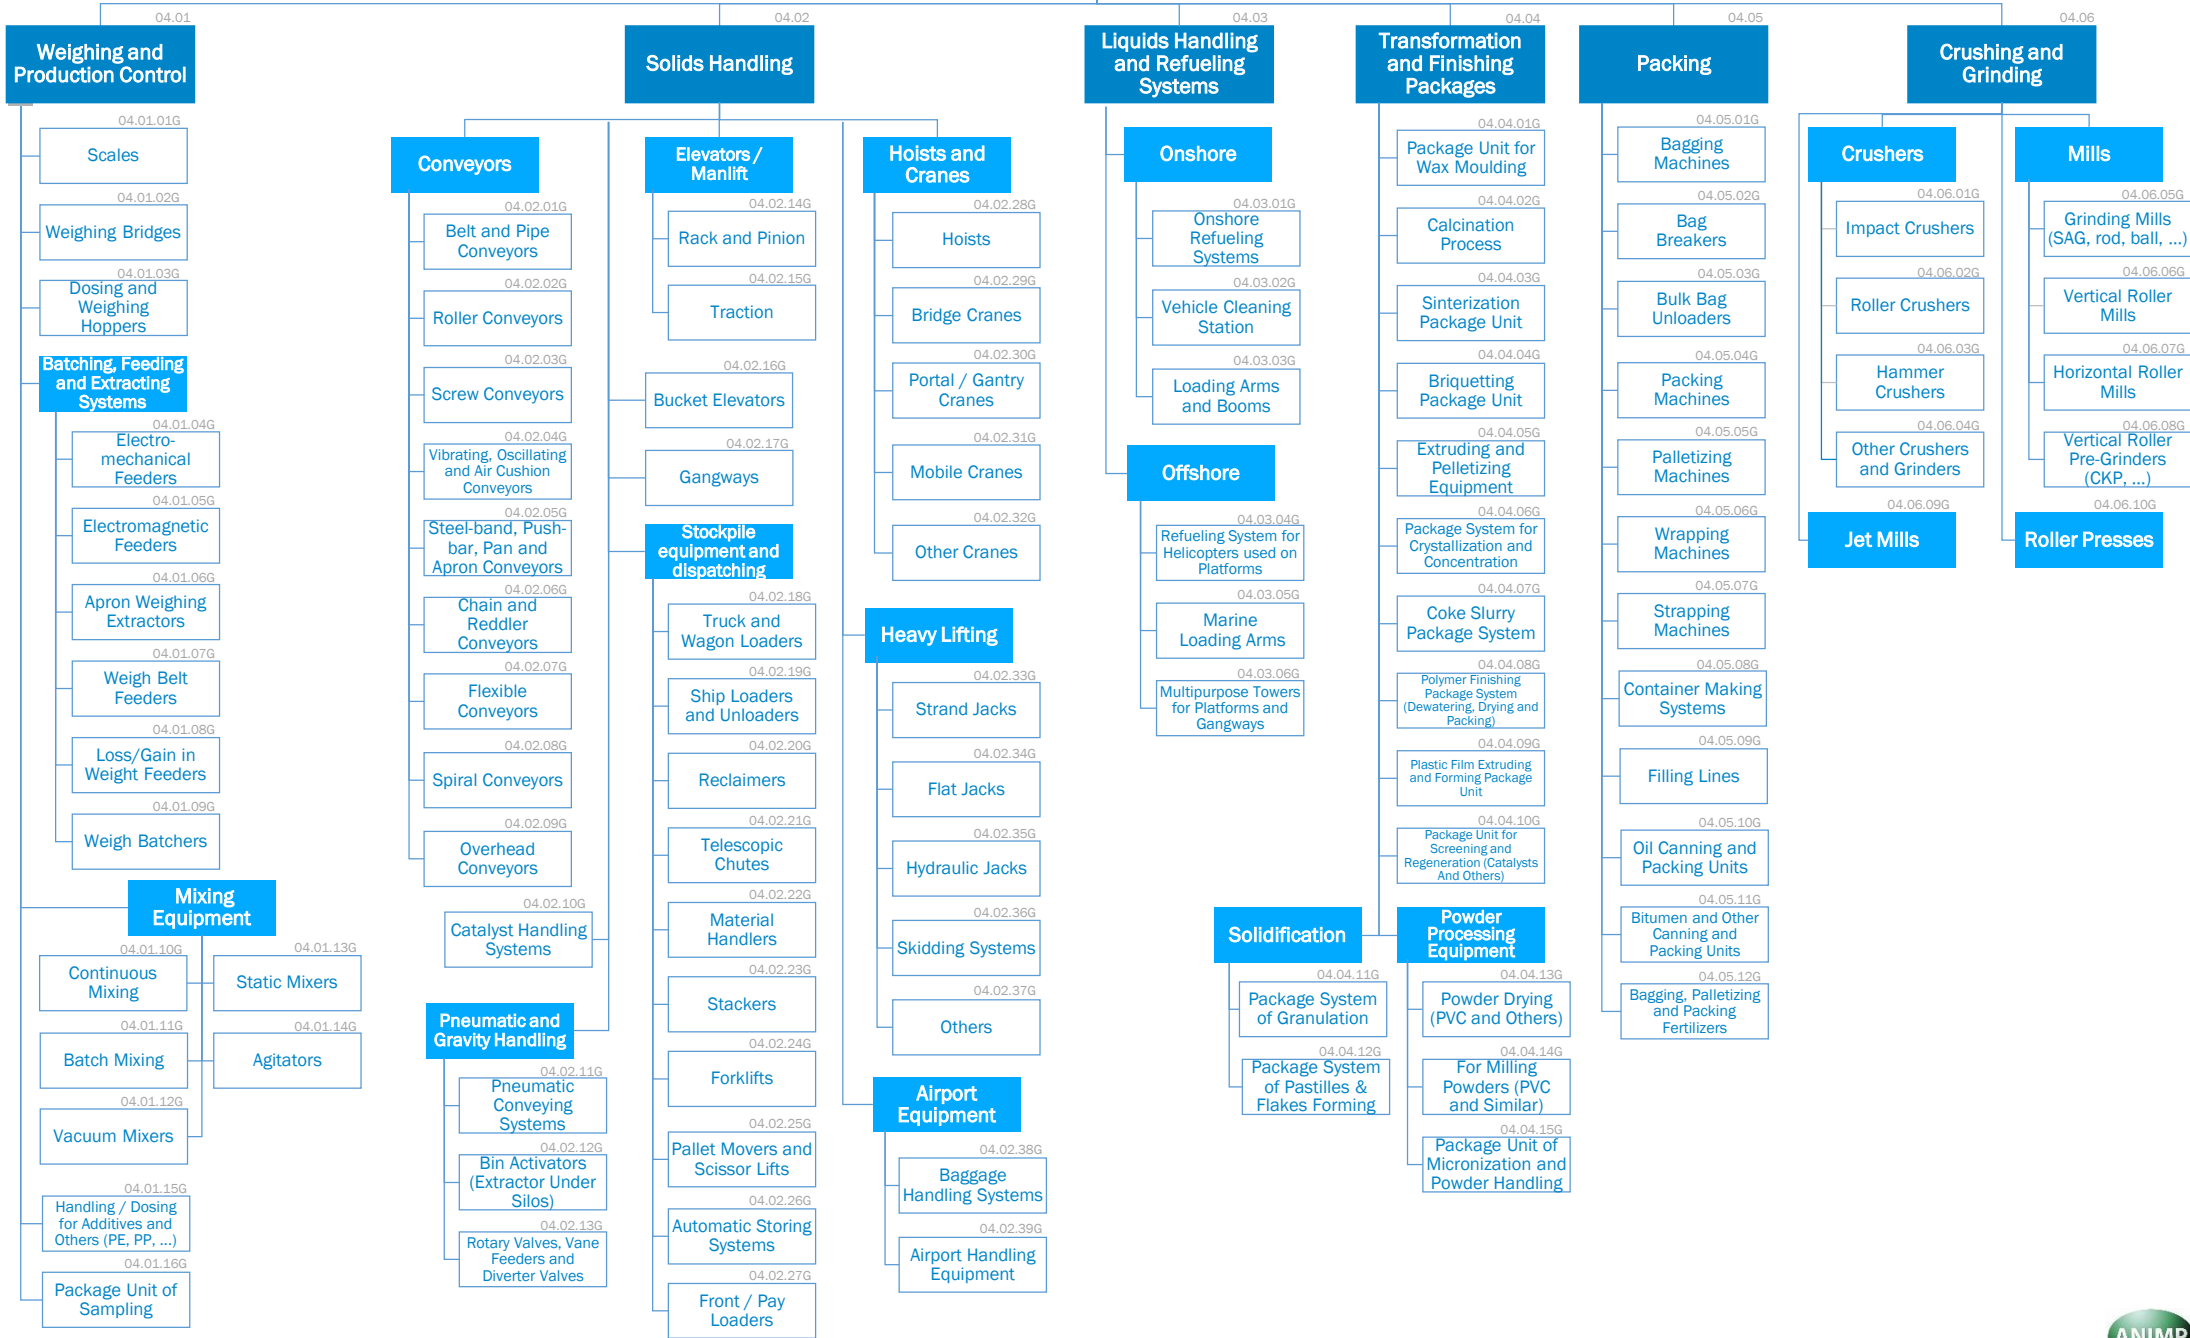 04.01
Weighing and
Production Control
04.01.01G
Scales
04.01.02G
Weighing Bridges
04.01.03G
Dosing and
Weighing
Hoppers
Batching, Feeding
and Extracting
Systems
04.01.04G
Electro-
mechanical
Feeders
04.01.05G
Electromagnetic
Feeders
04.01.06G
Apron Weighing
Extractors
04.01.07G
Weigh Belt
Feeders
04.01.08G
Loss/Gain in
Weight Feeders
04.01.09G
Weigh Batchers
Mixing
Equipment
04.01.10G
Continuous
Mixing
04.01.11G
Batch Mixing
04.01.12G
Vacuum Mixers
04.01.13G
Static Mixers
04.01.14G
Agitators
04.01.15G
Handling / Dosing
for Additives and
Others (PE, PP, ...)
04.01.16G
Package Unit of
Sampling
04.02
Solids Handling
Conveyors
04.02.01G
Belt and Pipe
Conveyors
04.02.02G
Roller Conveyors
04.02.03G
Screw Conveyors
04.02.04G
Vibrating, Oscillating
and Air Cushion
Conveyors
04.02.05G
Steel-band, Push-
bar, Pan and
Apron Conveyors
04.02.06G
Chain and
Reddler
Conveyors
04.02.07G
Flexible
Conveyors
04.02.08G
Spiral Conveyors
04.02.09G
Overhead
Conveyors
04.02.10G
Catalyst Handling
Systems
Pneumatic and
Gravity Handling
04.02.11G
Pneumatic
Conveying
Systems
04.02.12G
Bin Activators
(Extractor Under
Silos)
04.02.13G
Rotary Valves, Vane
Feeders and
Diverter Valves
Elevators /
Manlift
04.02.14G
Rack and Pinion
04.02.15G
Traction
04.02.16G
Bucket Elevators
04.02.17G
Gangways
Stockpile
equipment and
dispatching
04.02.18G
Truck and
Wagon Loaders
04.02.19G
Ship Loaders
and Unloaders
04.02.20G
Reclaimers
04.02.21G
Telescopic
Chutes
04.02.22G
Material
Handlers
04.02.23G
Stackers
04.02.24G
Forklifts
04.02.25G
Pallet Movers and
Scissor Lifts
04.02.26G
Automatic Storing
Systems
04.02.27G
Front / Pay
Loaders
Hoists and
Cranes
04.02.28G
Hoists
04.02.29G
Bridge Cranes
04.02.30G
Portal / Gantry
Cranes
04.02.31G
Mobile Cranes
04.02.32G
Other Cranes
Heavy Lifting
04.02.33G
Strand Jacks
04.02.34G
Flat Jacks
04.02.35G
Hydraulic Jacks
04.02.36G
Skidding Systems
04.02.37G
Others
Airport
Equipment
04.02.38G
Baggage
Handling Systems
04.02.39G
Airport Handling
Equipment
04.03
Liquids Handling
and Refueling
Systems
Onshore
04.03.01G
Onshore
Refueling
Systems
04.03.02G
Vehicle Cleaning
Station
04.03.03G
Loading Arms
and Booms
Offshore
04.03.04G
Refueling System for
Helicopters used on
Platforms
04.03.05G
Marine
Loading Arms
04.03.06G
Multipurpose Towers
for Platforms and
Gangways
04.04
Transformation
and Finishing
Packages
04.04.01G
Package Unit for
Wax Moulding
04.04.02G
Calcination
Process
04.04.03G
Sinterization
Package Unit
04.04.04G
Briquetting
Package Unit
04.04.05G
Extruding and
Pelletizing
Equipment
04.04.06G
Package System for
Crystallization and
Concentration
04.04.07G
Coke Slurry
Package System
04.04.08G
Polymer Finishing
Package System
(Dewatering, Drying and
Packing)
04.04.09G
Plastic Film Extruding
and Forming Package
Unit
04.04.10G
Package Unit for
Screening and
Regeneration (Catalysts
And Others)
Solidification
04.04.11G
Package System
of Granulation
04.04.12G
Package System
of Pastilles &
Flakes Forming
Powder
Processing
Equipment
04.04.13G
Powder Drying
(PVC and Others)
04.04.14G
For Milling
Powders (PVC
and Similar)
04.04.15G
Package Unit of
Micronization and
Powder Handling
04.05
Packing
04.05.01G
Bagging
Machines
04.05.02G
Bag
Breakers
04.05.03G
Bulk Bag
Unloaders
04.05.04G
Packing
Machines
04.05.05G
Palletizing
Machines
04.05.06G
Wrapping
Machines
04.05.07G
Strapping
Machines
04.05.08G
Container Making
Systems
04.05.09G
Filling Lines
04.05.10G
Oil Canning and
Packing Units
04.05.11G
Bitumen and Other
Canning and
Packing Units
04.05.12G
Bagging, Palletizing
and Packing
Fertilizers
04.06
Crushing and
Grinding
Crushers
04.06.01G
Impact Crushers
04.06.02G
Roller Crushers
04.06.03G
Hammer
Crushers
04.06.04G
Other Crushers
and Grinders
04.06.09G
Jet Mills
Mills
04.06.05G
Grinding Mills
(SAG, rod, ball, ...)
04.06.06G
Vertical Roller
Mills
04.06.07G
Horizontal Roller
Mills
04.06.08G
Vertical Roller
Pre-Grinders
(CKP, ...)
04.06.10G
Roller Presses
ANIMP